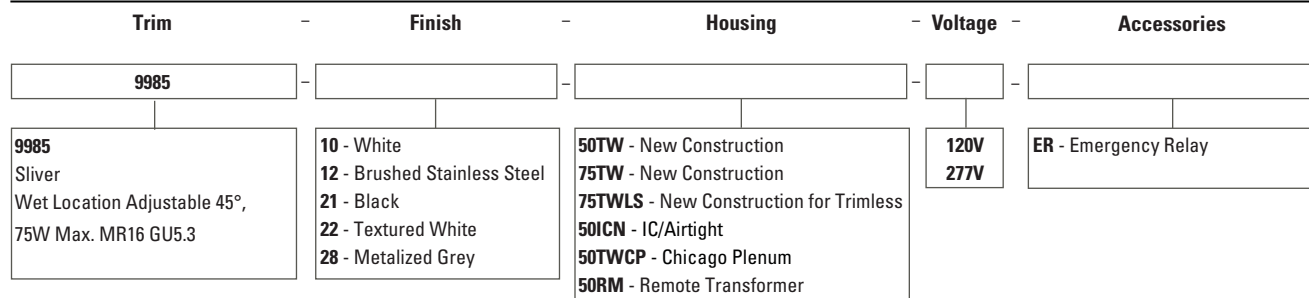 Trim – Finish – Housing – Voltage – Accessories
9985 – – – –
9985
Sliver
Wet Location Adjustable 45°,
75W Max. MR16 GU5.3
10 - White
12 - Brushed Stainless Steel
21 - Black
22 - Textured White
28 - Metalized Grey
50TW - New Construction
75TW - New Construction
75TWLS - New Construction for Trimless
50ICN - IC/Airtight
50TWCP - Chicago Plenum
50RM - Remote Transformer
120V
277V
ER - Emergency Relay